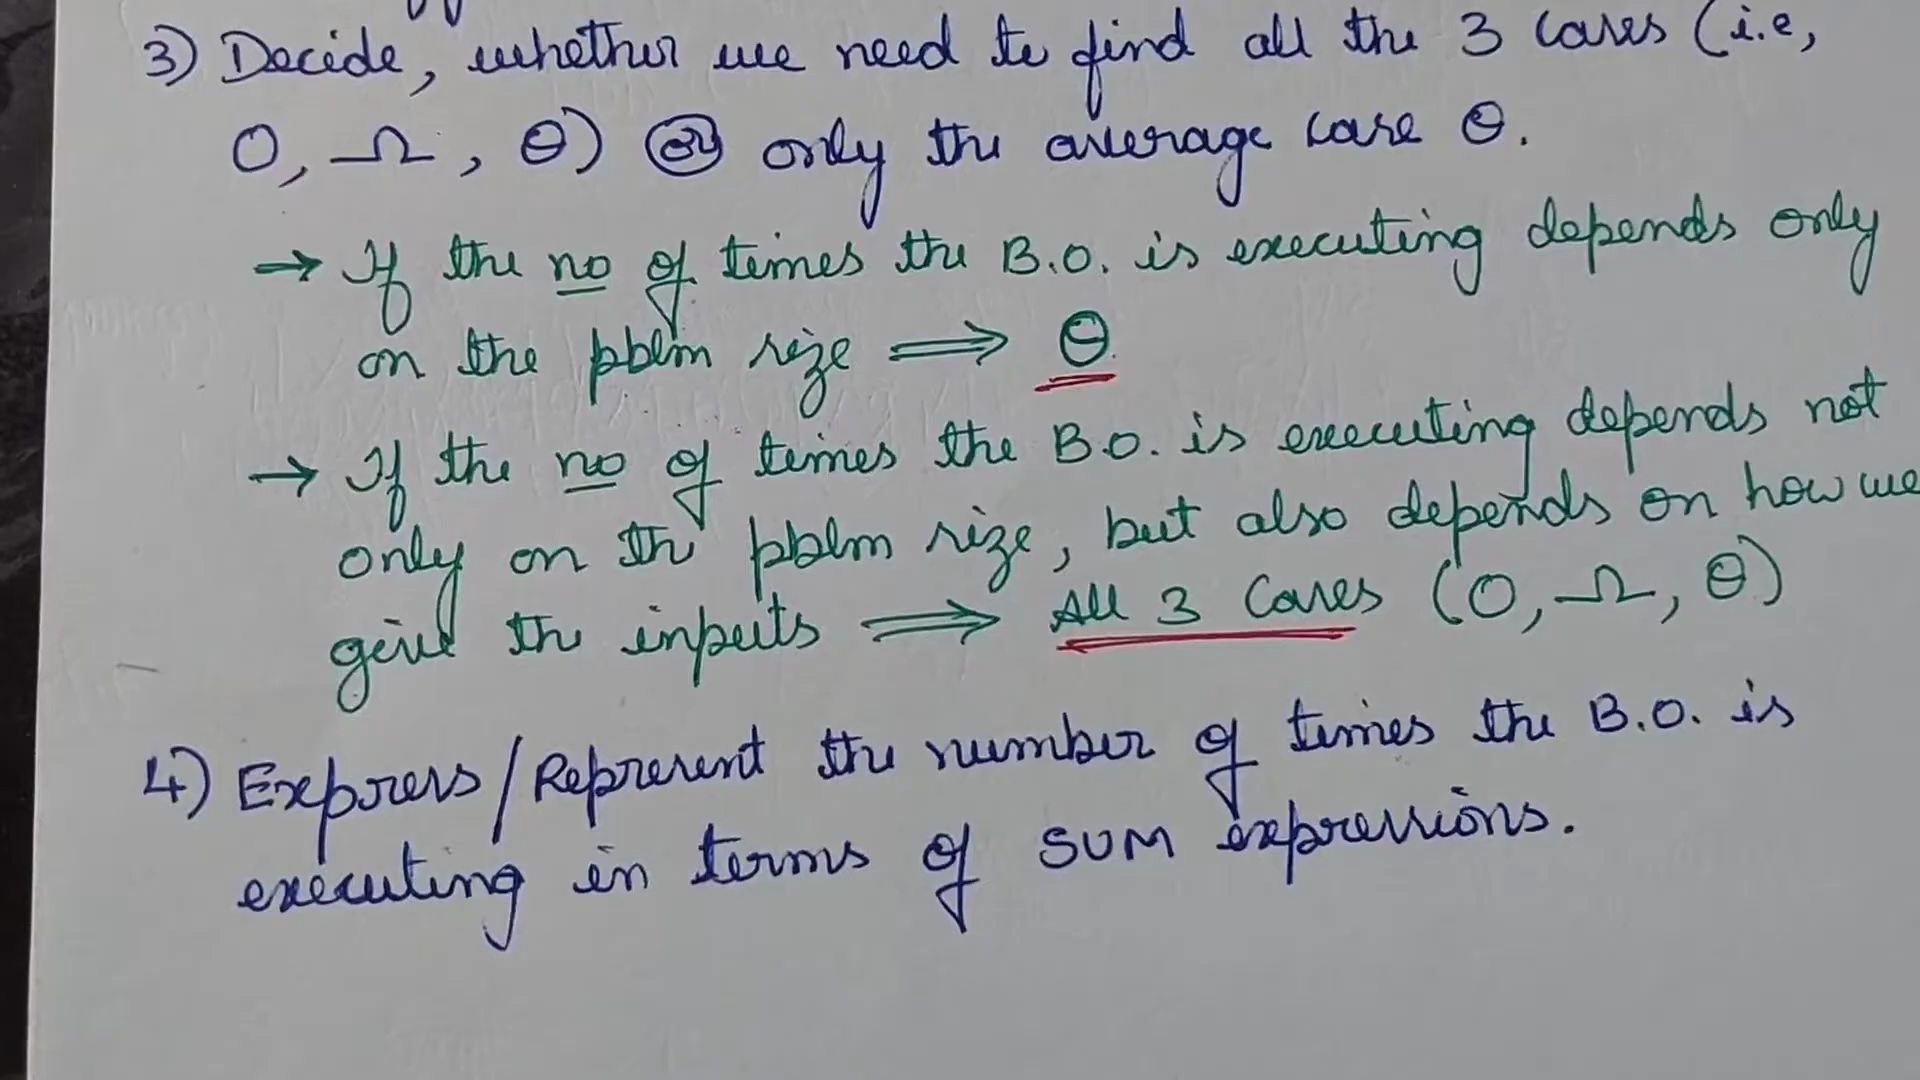 3) Decide, whether we need to find all the 3 cases (i.e,
O, Ω, Θ) or only the average case Θ.
→ If the no of times the B.O. is executing depends only
on the pblm size ⟹ Θ
→ If the no of times the B.O. is executing depends not
only on the pblm size, but also depends on how we
give the inputs ⟹ All 3 Cases (O, Ω, Θ)
4) Express/Represent the number of times the B.O. is
executing in terms of SUM expressions.